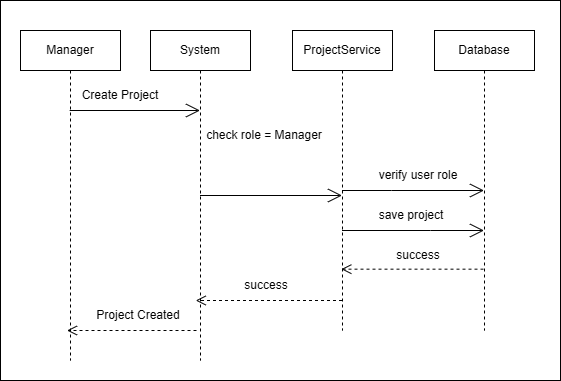 Manager
System
ProjectService
Database
Create Project
check role = Manager
verify user role
save project
success
success
Project Created